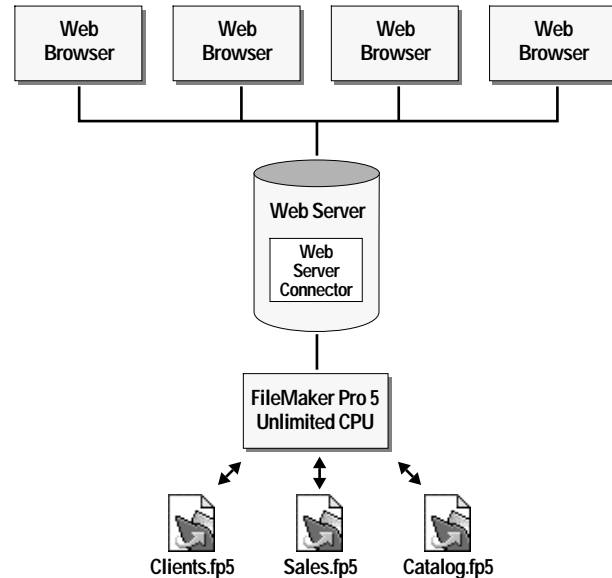 Web
Browser
Web
Browser
Web
Browser
Web
Browser
Web Server
Web
Server
Connector
FileMaker Pro 5
Unlimited CPU
Clients.fp5
Sales.fp5
Catalog.fp5